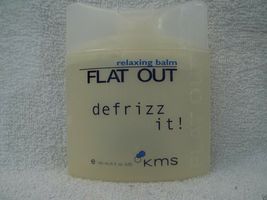 relaxing balm
FLAT OUT
defrizz
it!
kms